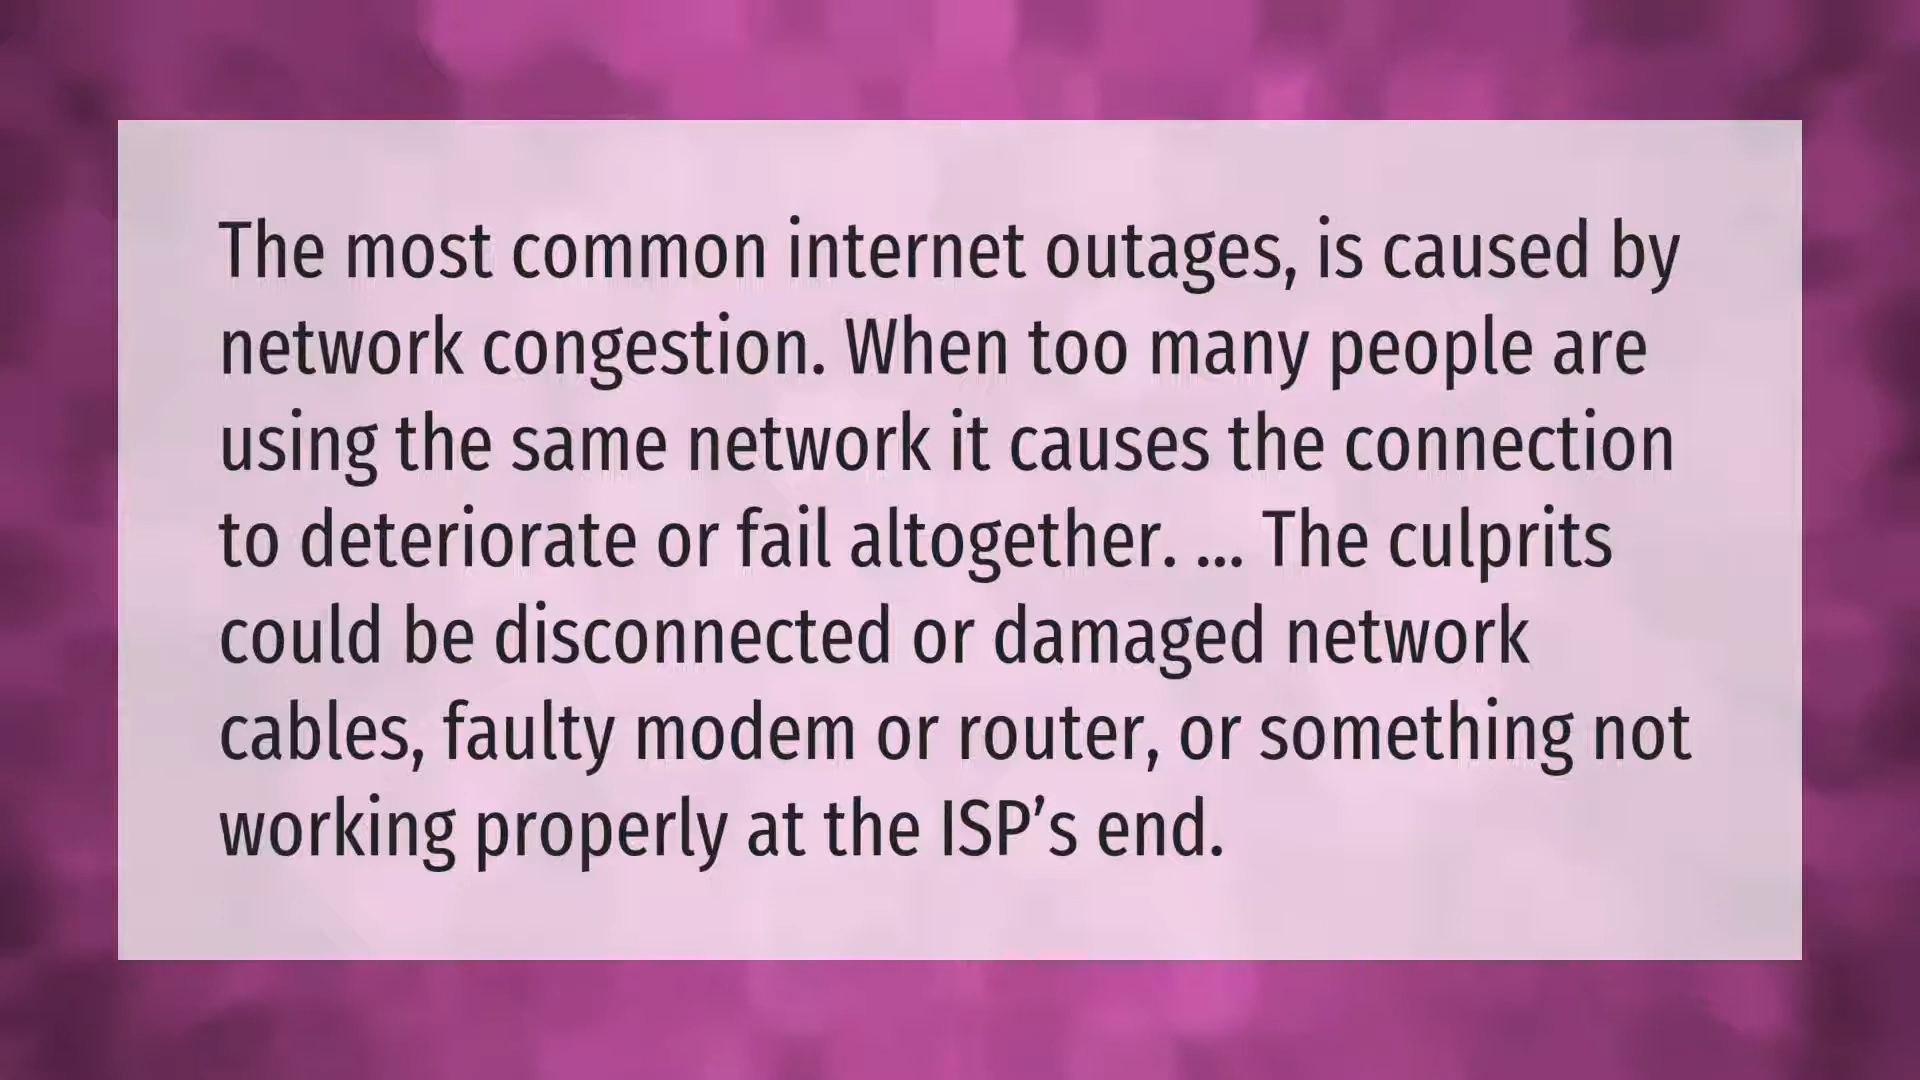 The most common internet outages, is caused by
network congestion. When too many people are
using the same network it causes the connection
to deteriorate or fail altogether. ... The culprits
could be disconnected or damaged network
cables, faulty modem or router, or something not
working properly at the ISP’s end.